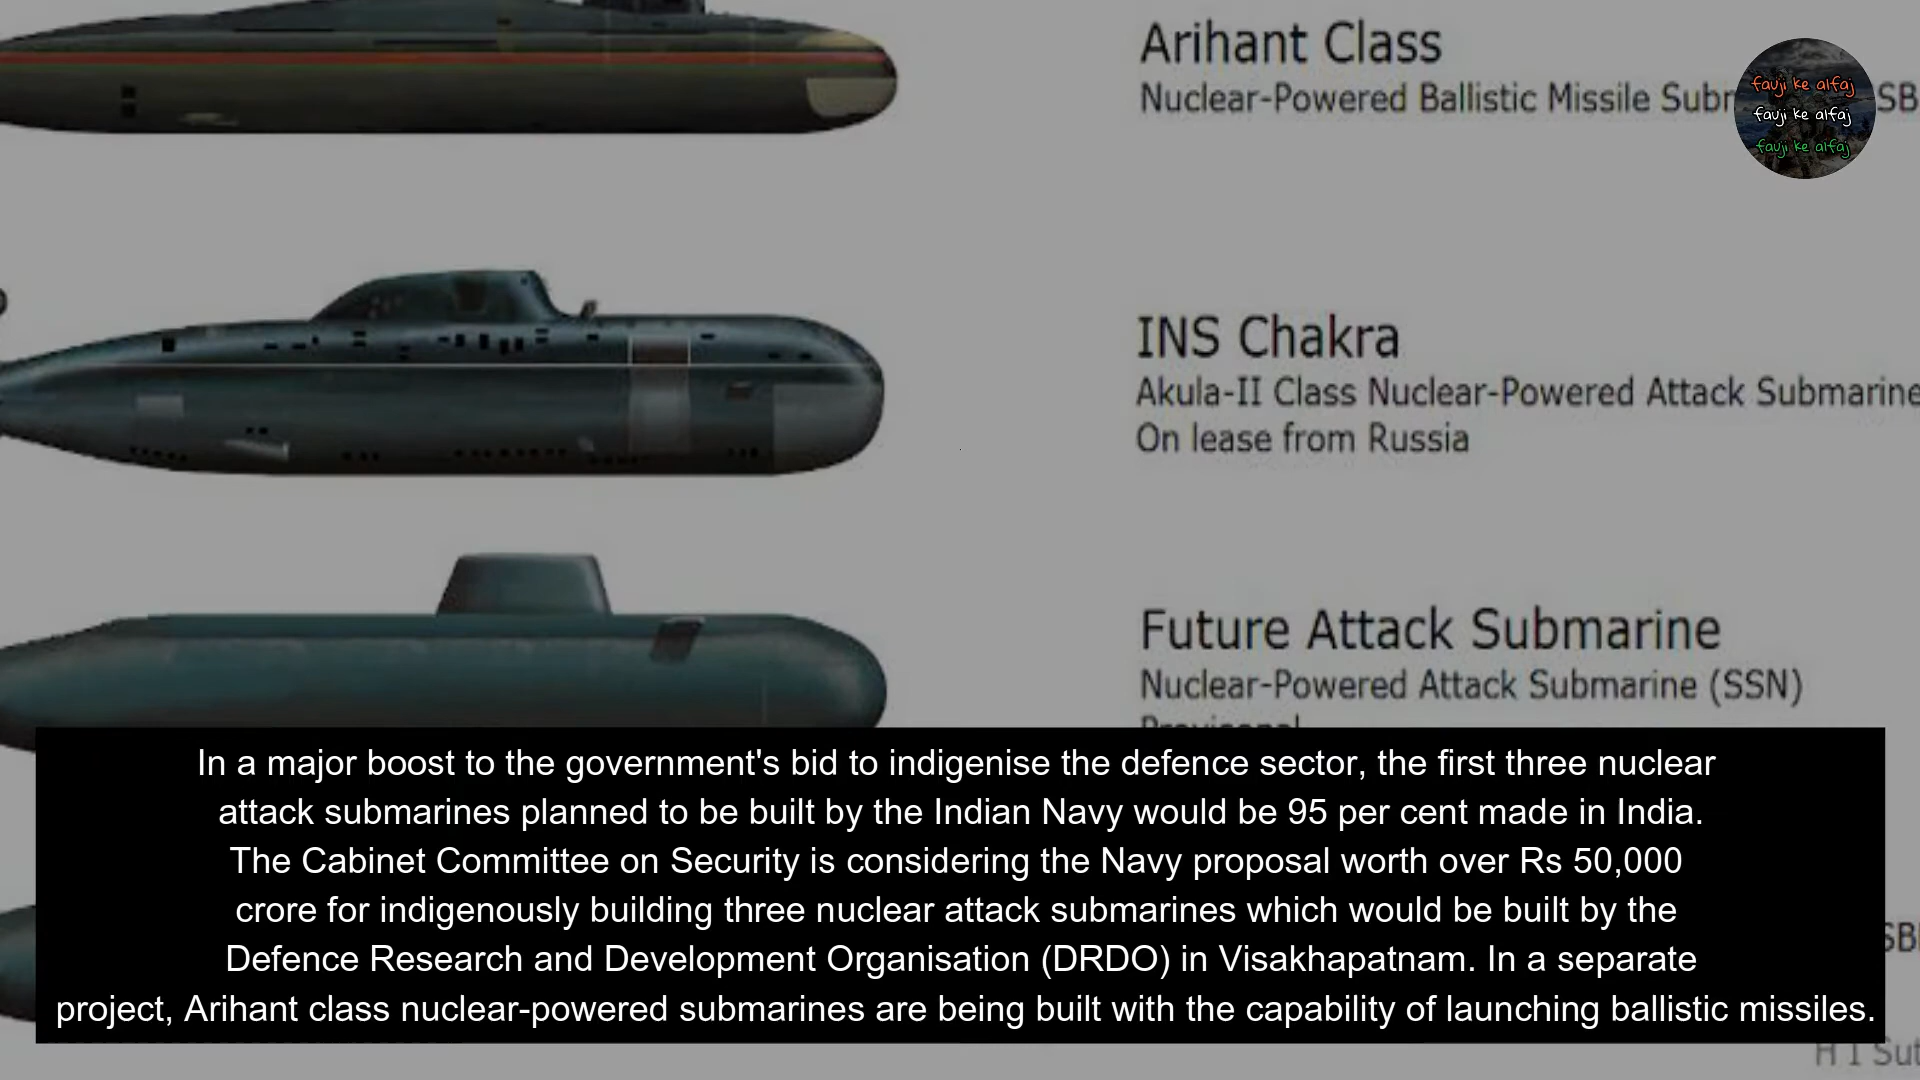 Arihant Class
Nuclear-Powered Ballistic Missile
fauji ke alfaj
fauji ke alfaj
fauji ke alfaj
INS Chakra
Akula-II Class Nuclear-Powered Attack Submarine
On lease from Russia
Future Attack Submarine
Nuclear-Powered Attack Submarine (SSN)
In a major boost to the government's bid to indigenise the defence sector, the first three nuclear
attack submarines planned to be built by the Indian Navy would be 95 per cent made in India.
The Cabinet Committee on Security is considering the Navy proposal worth over Rs 50,000
crore for indigenously building three nuclear attack submarines which would be built by the
Defence Research and Development Organisation (DRDO) in Visakhapatnam. In a separate
project, Arihant class nuclear-powered submarines are being built with the capability of launching ballistic missiles.
H I